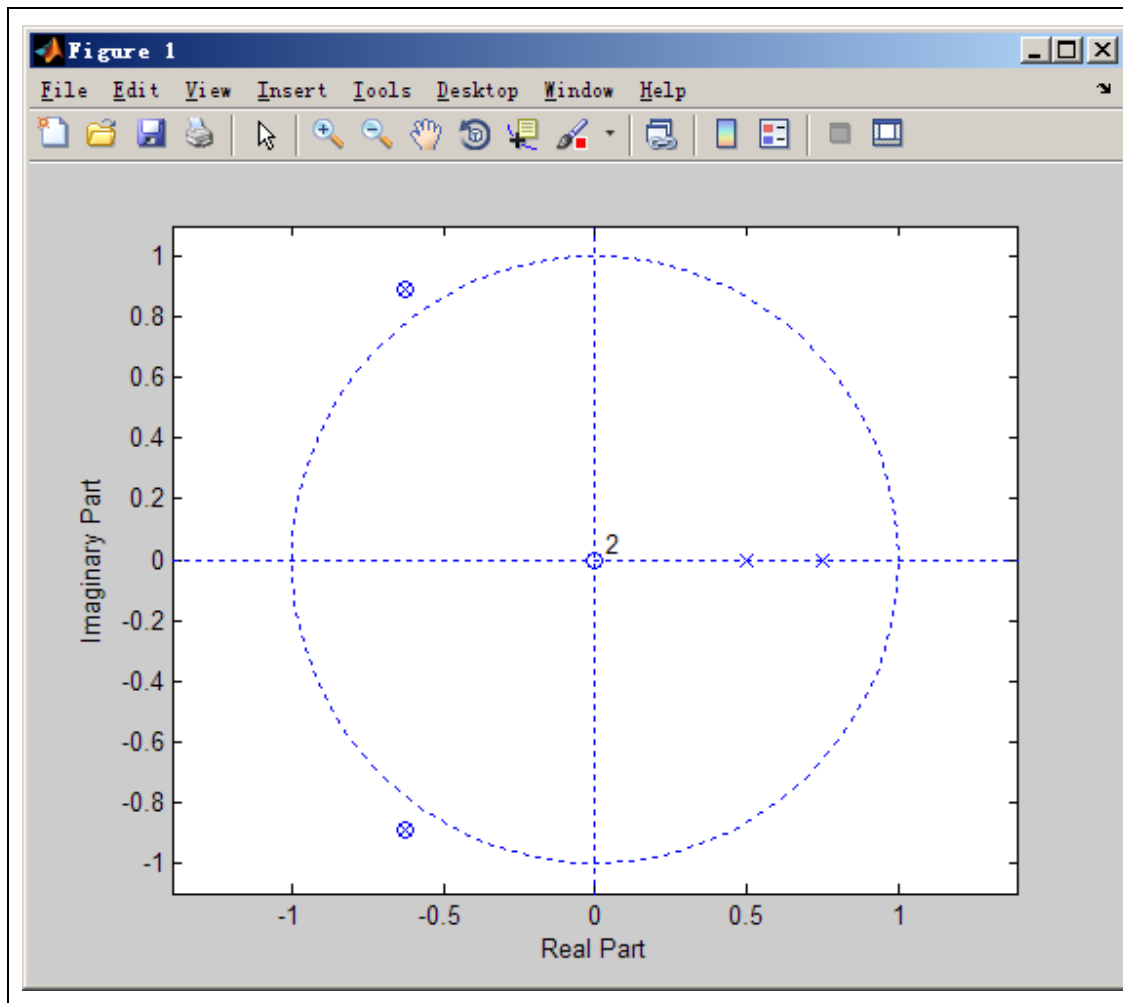 Figure 1
File Edit View Insert Tools Desktop Window Help
1
0.8
0.6
0.4
0.2
0
-0.2
-0.4
-0.6
-0.8
-1
Imaginary Part
2
-1 -0.5 0 0.5 1
Real Part